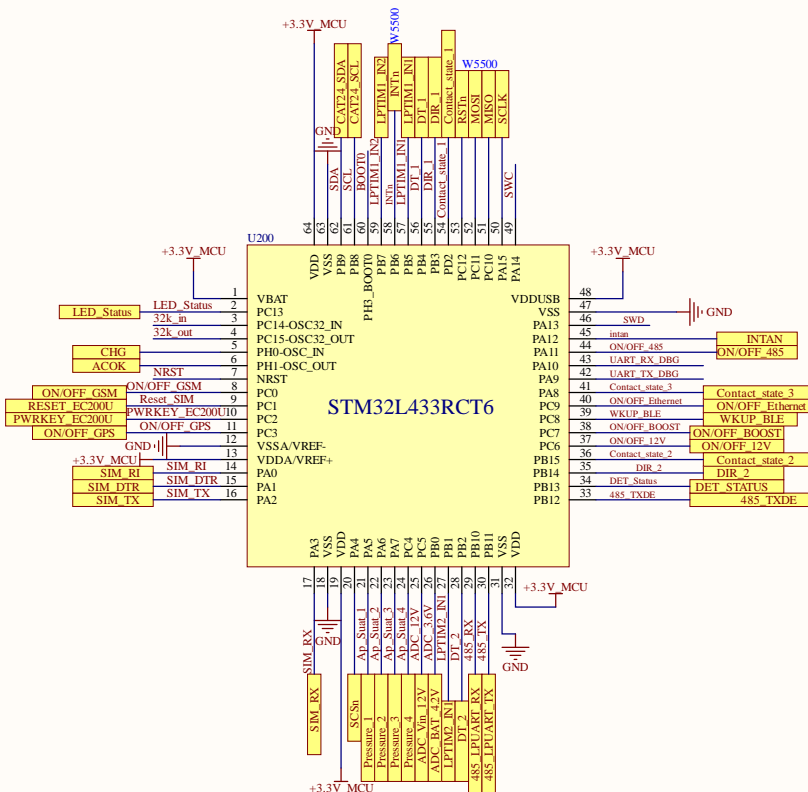 +3.3V_MCU
W5500
W5500
CAT24_SDA
CAT24_SCL
LPTIM1_IN2
INTn
LPTIM1_IN1
DT_1
DIR_1
Contact_state_1
RSTn
MOSI
MISO
SCLK
GND
SDA
SCL
BOOT0
LPTIM1_IN2
INTn
LPTIM1_IN1
DT_1
DIR_1
Contact_state_1
SWC
64
63
62
61
60
59
58
57
56
55
54
53
52
51
50
49
U200
VDD
VSS
PB9
PB8
PH3_BOOT0
PB7
PB6
PB5
PB4
PB3
PD2
PC12
PC11
PC10
PA15
PA14
+3.3V_MCU
1 VBAT
LED_Status LED_Status 2 PC13
32k_in 3 PC14-OSC32_IN
32k_out 4 PC15-OSC32_OUT
CHG 5 PH0-OSC_IN
ACOK 6 PH1-OSC_OUT
NRST 7 NRST
ON/OFF_GSM ON/OFF_GSM 8 PC0
RESET_EC200U Reset_SIM 9 PC1
PWRKEY_EC200U PWRKEY_EC200U 10 PC2
ON/OFF_GPS ON/OFF_GPS 11 PC3
GND 12 VSSA/VREF-
+3.3V_MCU 13 VDDA/VREF+
SIM_RI SIM_RI 14 PA0
SIM_DTR SIM_DTR 15 PA1
SIM_TX SIM_TX 16 PA2
STM32L433RCT6
+3.3V_MCU
VDDUSB 48
VSS 47 GND
PA13 46 SWD
PA12 45 intan INTAN
PA11 44 ON/OFF_485 ON/OFF_485
PA10 43 UART_RX_DBG
PA9 42 UART_TX_DBG
PA8 41 Contact_state_3 Contact_state_3
PC9 40 ON/OFF_Ethernet ON/OFF_Ethernet
PC8 39 WKUP_BLE WKUP_BLE
PC7 38 ON/OFF_BOOST ON/OFF_BOOST
PC6 37 ON/OFF_12V ON/OFF_12V
PB15 36 Contact_state_2 Contact_state_2
PB14 35 DIR_2 DIR_2
PB13 34 DET_Status DET_STATUS
PB12 33 485_TXDE 485_TXDE
PA3
VSS
VDD
PA4
PA5
PA6
PA7
PC4
PC5
PB0
PB1
PB2
PB10
PB11
VSS
VDD
17
18
19
20
21
22
23
24
25
26
27
28
29
30
31
32
+3.3V_MCU
SIM_RX
GND
Ap_Suat_1
Ap_Suat_2
Ap_Suat_3
Ap_Suat_4
ADC_12V
ADC_3.6V
LPTIM2_IN1
DT_2
485_RX
485_TX
GND
SIM_RX
SCSn
Pressure_1
Pressure_2
Pressure_3
Pressure_4
ADC_Vin_12V
ADC_BAT_4.2V
LPTIM2_IN1
DT_2
485_LPUART_RX
485_LPUART_TX
+3.3V_MCU